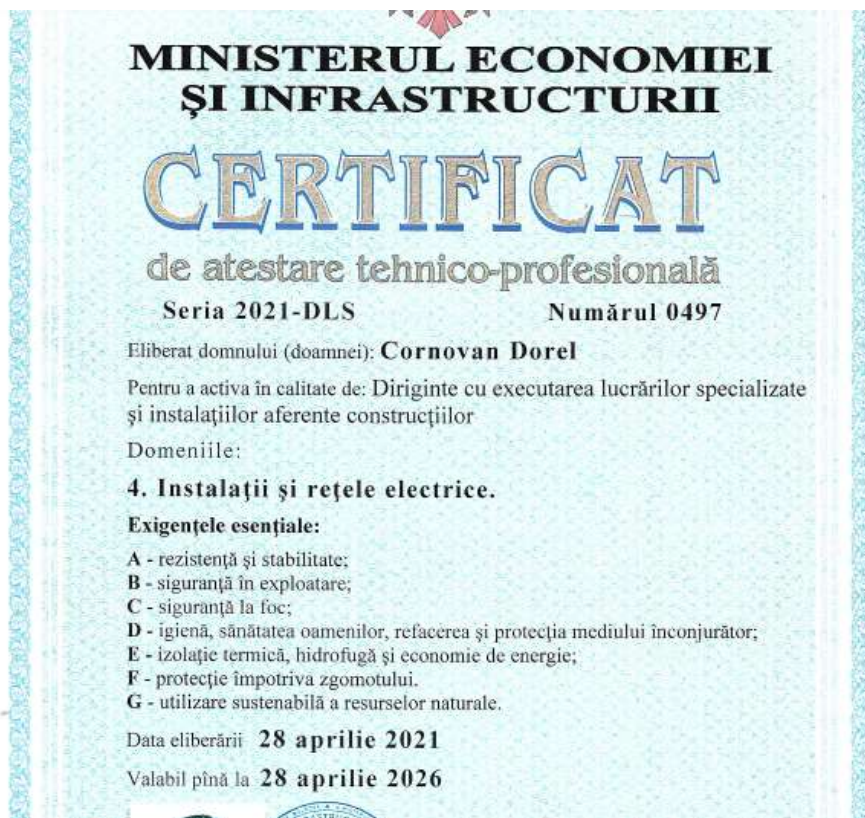 MINISTERUL ECONOMIEI
ŞI INFRASTRUCTURII
CERTIFICAT
de atestare tehnico-profesională
Seria 2021-DLS Numărul 0497
Eliberat domnului (doamnei): Cornovan Dorel
Pentru a activa în calitate de: Diriginte cu executarea lucrărilor specializate
şi instalaţiilor aferente construcţiilor
Domeniile:
4. Instalaţii şi reţele electrice.
Exigenţele esenţiale:
A - rezistenţă şi stabilitate;
B - siguranţă în exploatare;
C - siguranţă la foc;
D - igienă, sănătatea oamenilor, refacerea şi protecţia mediului înconjurător;
E - izolaţie termică, hidrofugă şi economie de energie;
F - protecţie împotriva zgomotului.
G - utilizare sustenabilă a resurselor naturale.
Data eliberării 28 aprilie 2021
Valabil pînă la 28 aprilie 2026